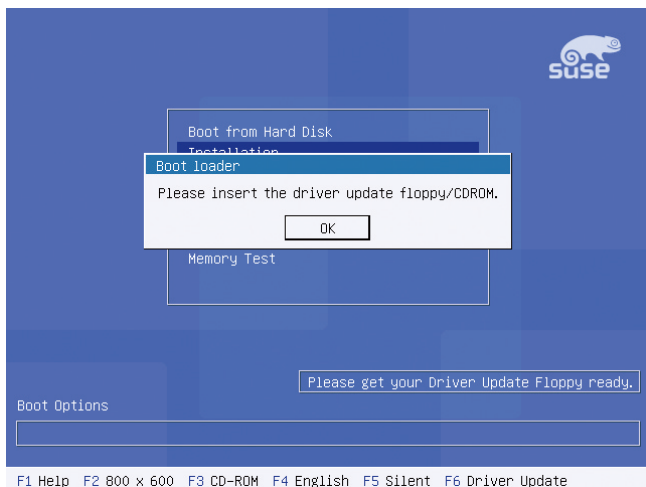 SUSE
Boot from Hard Disk
Installation
Boot loader
Please insert the driver update floppy/CDROM.
OK
Memory Test
Please get your Driver Update Floppy ready.
Boot Options
F1 Help F2 800 x 600 F3 CD-ROM F4 English F5 Silent F6 Driver Update